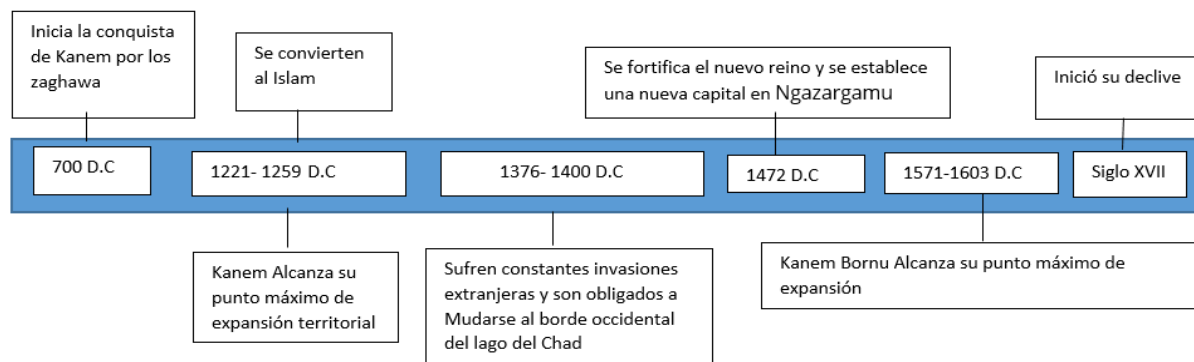 Inicia la conquista
de Kanem por los
zaghawa
Se convierten
al Islam
Se fortifica el nuevo reino y se establece
una nueva capital en Ngazargamu
Inició su declive
700 D.C
1221- 1259 D.C
1376- 1400 D.C
1472 D.C
1571-1603 D.C
Siglo XVII
Kanem Alcanza su
punto máximo de
expansión territorial
Sufren constantes invasiones
extranjeras y son obligados a
Mudarse al borde occidental
del lago del Chad
Kanem Bornu Alcanza su punto máximo de
expansión